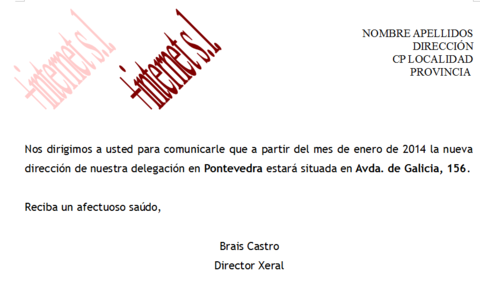 +internet s.l
+internet s.l
NOMBRE APELLIDOS
DIRECCIÓN
CP LOCALIDAD
PROVINCIA
Nos dirigimos a usted para comunicarle que a partir del mes de enero de 2014 la nueva
dirección de nuestra delegación en Pontevedra estará situada en Avda. de Galicia, 156.
Reciba un afectuoso saúdo,
Brais Castro
Director Xeral